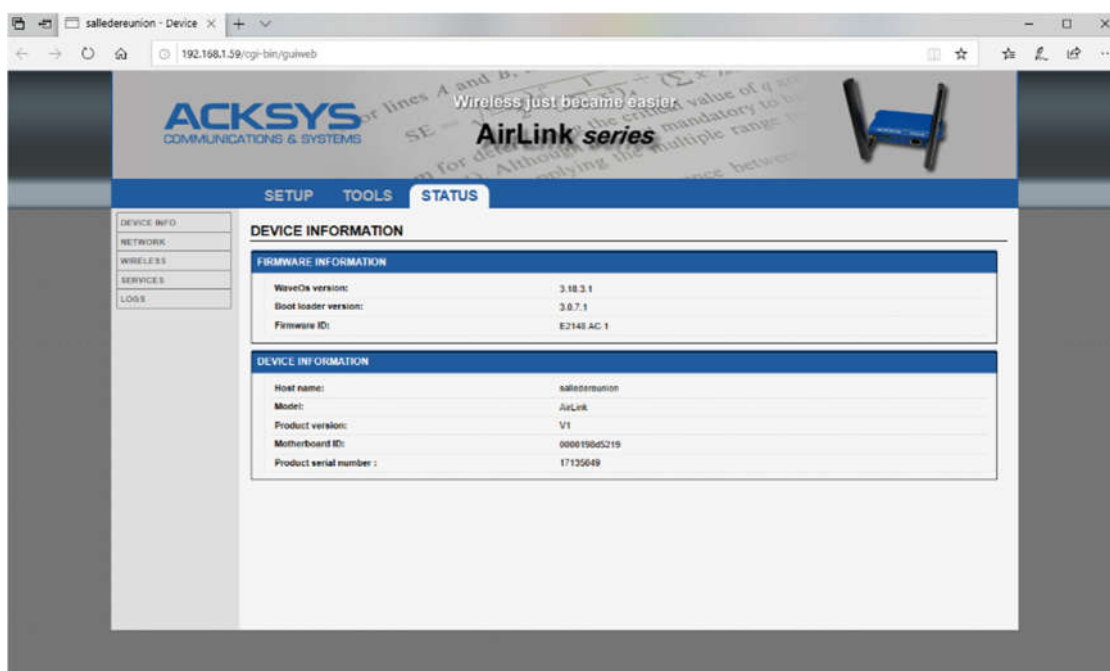 salledereunion - Device
192.168.1.59/cgi-bin/guiweb
ACKSYS
COMMUNICATIONS & SYSTEMS
Wireless just became easier
AirLink series
SETUP TOOLS STATUS
DEVICE INFO
NETWORK
WIRELESS
SERVICES
LOGS
DEVICE INFORMATION
FIRMWARE INFORMATION
WaveOs version: 3.18.3.1
Boot loader version: 3.0.7.1
Firmware ID: E2148.AC.1
DEVICE INFORMATION
Host name: salledereunion
Model: AirLink
Product version: V1
Motherboard ID: 0000198d5219
Product serial number : 17135049